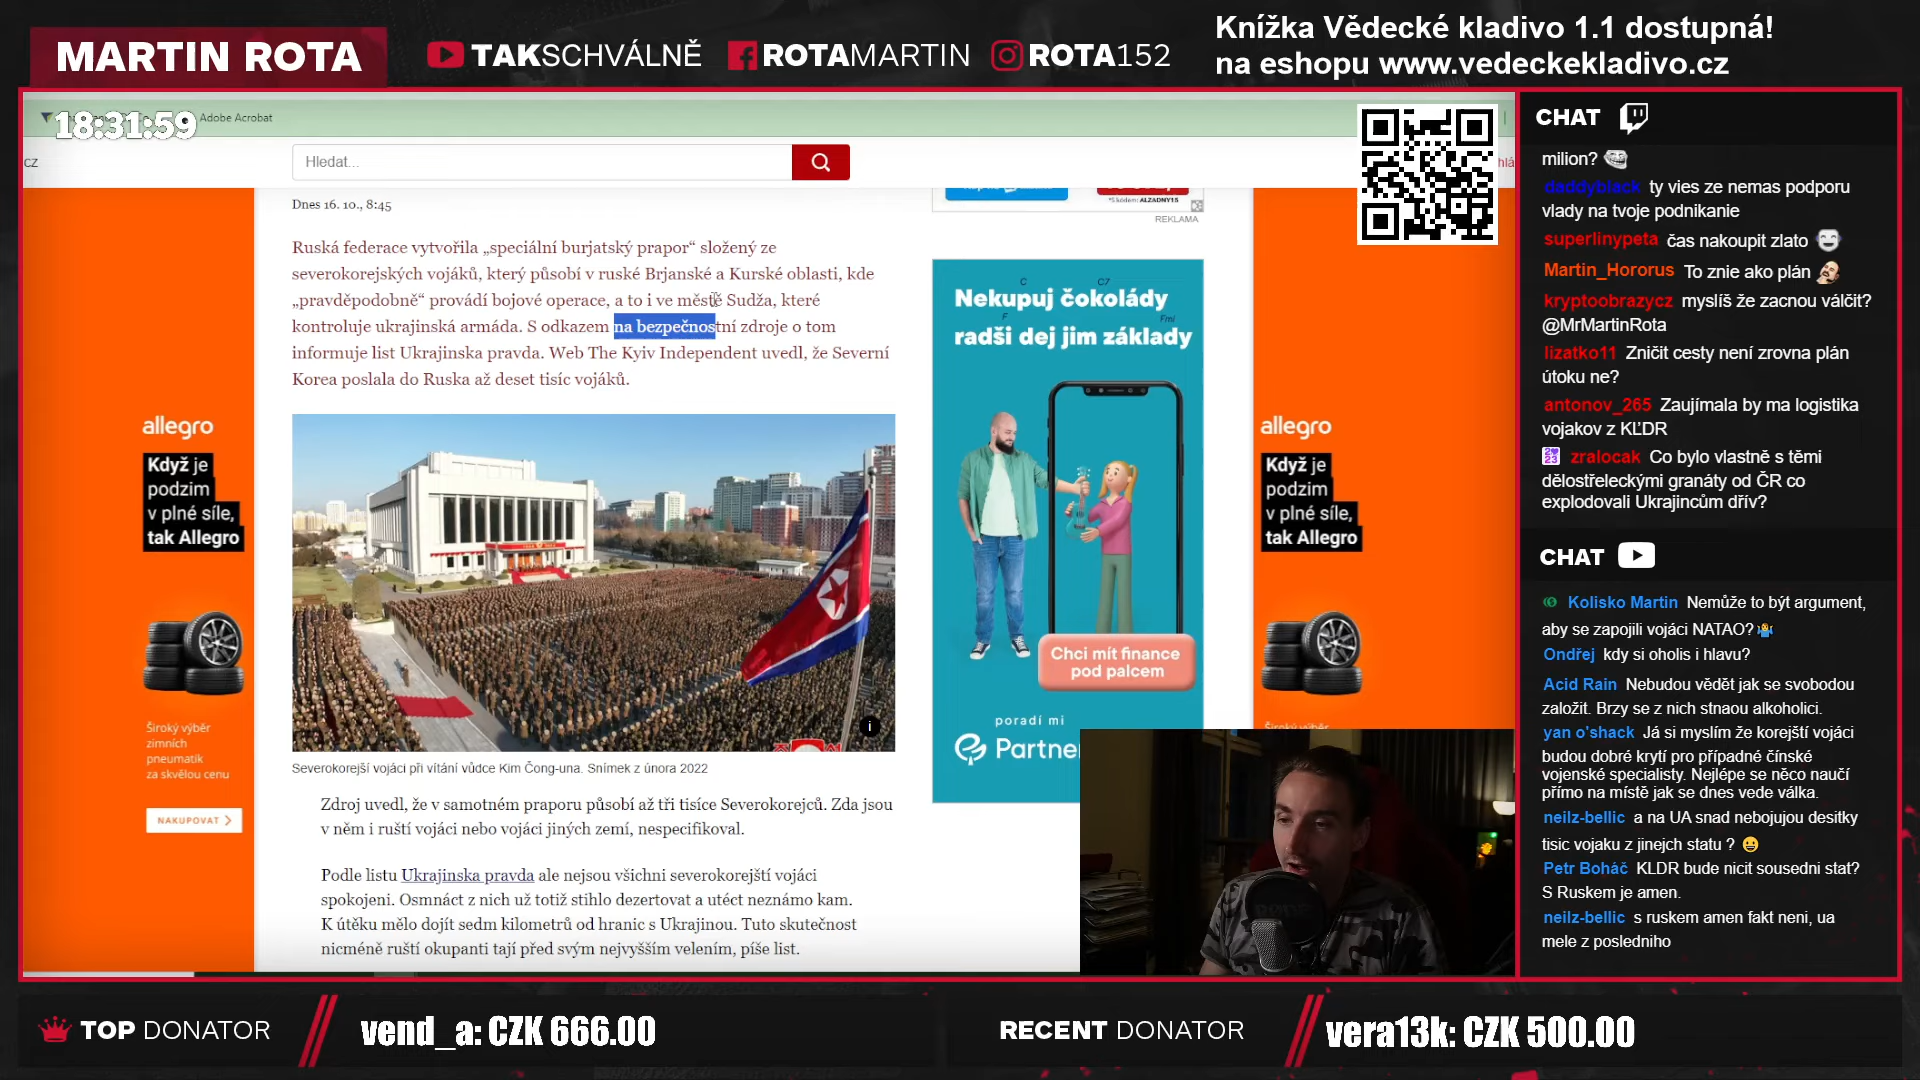 MARTIN ROTA
TAKSCHVÁLNĚ
ROTAMARTIN
ROTA152
Knížka Vědecké kladivo 1.1 dostupná!
na eshopu www.vedeckekladivo.cz
18:31:59
Adobe Acrobat
cz
Hledat...
Dnes 16. 10., 8:45
Ruská federace vytvořila „speciální burjatský prapor“ složený ze
severokorejských vojáků, který působí v ruské Brjanské a Kurské oblasti, kde
„pravděpodobně“ provádí bojové operace, a to i ve městě Sudža, které
kontroluje ukrajinská armáda. S odkazem na bezpečnostní zdroje o tom
informuje list Ukrajinska pravda. Web The Kyiv Independent uvedl, že Severní
Korea poslala do Ruska až deset tisíc vojáků.
Severokorejší vojáci při vítání vůdce Kim Čong-una. Snímek z února 2022
Zdroj uvedl, že v samotném praporu působí až tři tisíce Severokorejců. Zda jsou
v něm i ruští vojáci nebo vojáci jiných zemí, nespecifikoval.
Podle listu Ukrajinska pravda ale nejsou všichni severokorejští vojáci
spokojeni. Osmnáct z nich už totiž stihlo dezertovat a utéct neznámo kam.
K útěku mělo dojít sedm kilometrů od hranic s Ukrajinou. Tuto skutečnost
nicméně ruští okupanti tají před svým nejvyšším velením, píše list.
allegro
Když je
podzim
v plné síle,
tak Allegro
Široký výběr
zimních
pneumatik
za skvělou cenu
NAKUPOVAT
*S kódem: ALZADNY15
REKLAMA
C
C7
Nekupuj čokolády
F
Fmi
radši dej jim základy
Chci mít finance
pod palcem
poradí mi
Partne
allegro
Když je
podzim
v plné síle,
tak Allegro
Široký výběr
CHAT
milion?
daddyblack ty vies ze nemas podporu
vlady na tvoje podnikanie
superlinypeta čas nakoupit zlato
Martin_Hororus To znie ako plán
kryptoobrazycz myslíš že zacnou válčit?
@MrMartinRota
lizatko11 Zničit cesty není zrovna plán
útoku ne?
antonov_265 Zaujímala by ma logistika
vojakov z KĽDR
zralocak Co bylo vlastně s těmi
dělostřeleckými granáty od ČR co
explodovali Ukrajincům dřív?
CHAT
Kolisko Martin Nemůže to být argument,
aby se zapojili vojáci NATAO?
Ondřej kdy si oholis i hlavu?
Acid Rain Nebudou vědět jak se svobodou
založit. Brzy se z nich stnaou alkoholici.
yan o'shack Já si myslím že korejští vojáci
budou dobré krytí pro případné čínské
vojenské specialisty. Nejlépe se něco naučí
přímo na místě jak se dnes vede válka.
neilz-bellic a na UA snad nebojujou desitky
tisic vojaku z jinejch statu ?
Petr Boháč KLDR bude nicit sousedni stat?
S Ruskem je amen.
neilz-bellic s ruskem amen fakt neni, ua
mele z posledniho
TOP DONATOR
vend_a: CZK 666.00
RECENT DONATOR
vera13k: CZK 500.00